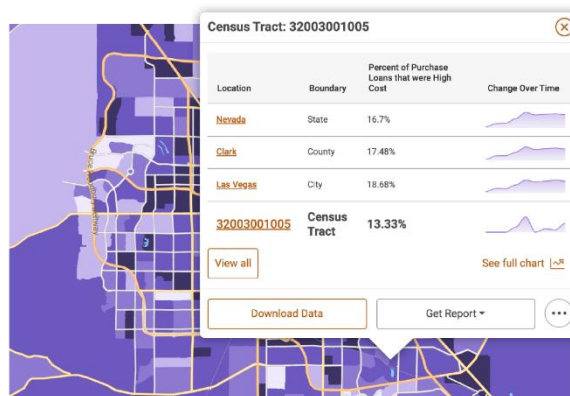 Census Tract: 32003001005
Location Boundary Percent of Purchase Loans that were High Cost Change Over Time
Nevada State 16.7%
Clark County 17.48%
Las Vegas City 18.68%
32003001005 Census Tract 13.33%
View all See full chart
Download Data Get Report